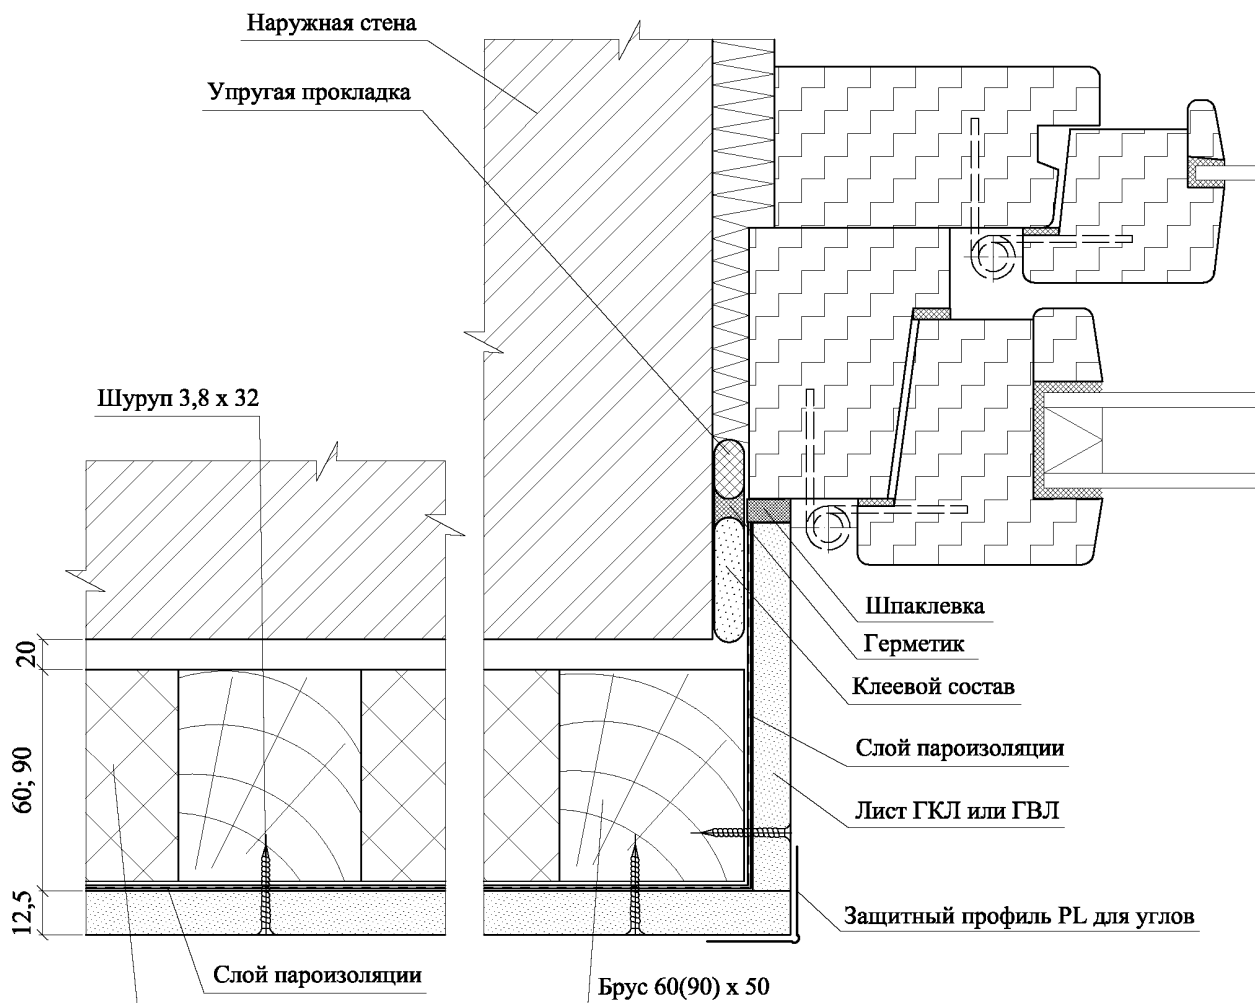 Наружная стена
Упругая прокладка
Шуруп 3,8 х 32
Шпаклевка
Герметик
20
Клеевой состав
Слой пароизоляции
60; 90
Лист ГКЛ или ГВЛ
12,5
Защитный профиль PL для углов
Слой пароизоляции
Брус 60(90) х 50